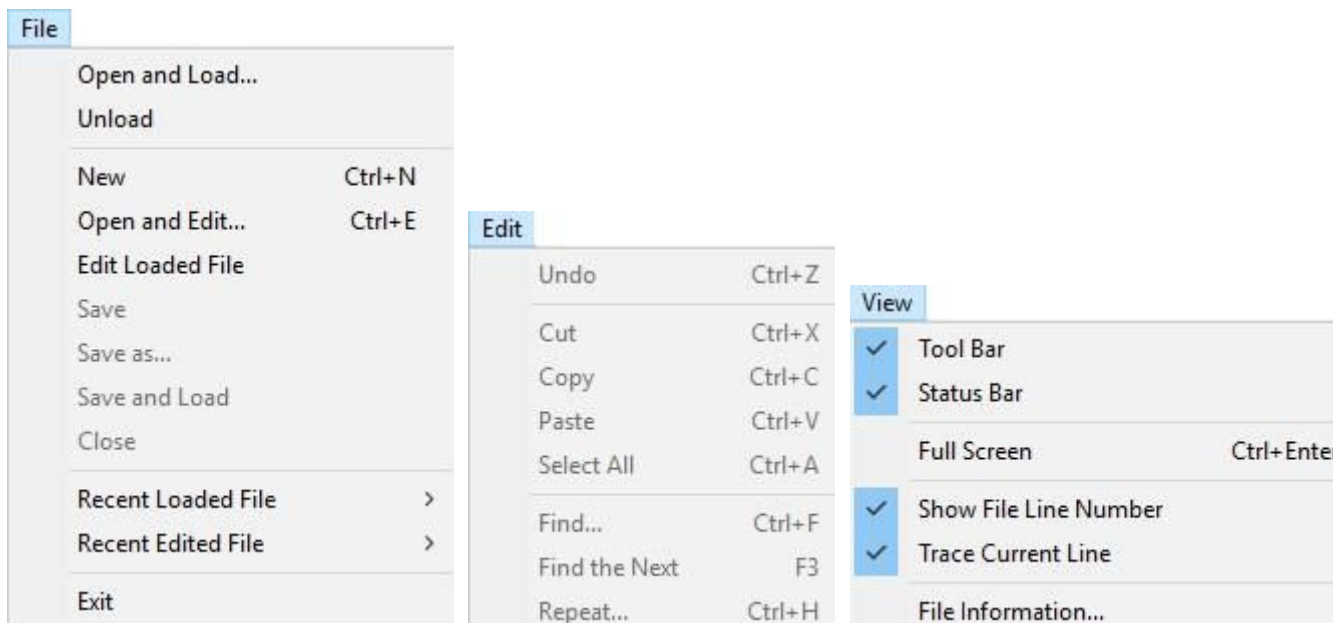 File
Open and Load...
Unload
New Ctrl+N
Open and Edit... Ctrl+E
Edit Loaded File
Save
Save as...
Save and Load
Close
Recent Loaded File >
Recent Edited File >
Exit
Edit
Undo Ctrl+Z
Cut Ctrl+X
Copy Ctrl+C
Paste Ctrl+V
Select All Ctrl+A
Find... Ctrl+F
Find the Next F3
Repeat... Ctrl+H
View
Tool Bar
Status Bar
Full Screen Ctrl+Enter
Show File Line Number
Trace Current Line
File Information...